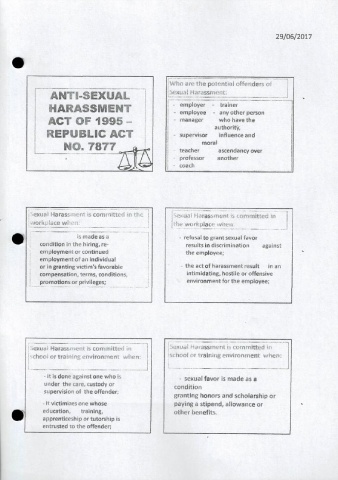 29/06/2017
ANTI-SEXUAL
HARASSMENT
ACT OF 1995 –
REPUBLIC ACT
NO. 7877
Who are the potential offenders of
Sexual Harassment:
- employer - trainer
- employee - any other person
- manager who have the
authority,
- supervisor influence and
moral
teacher ascendancy over
- professor another
- coach
Sexual Harassment is committed in the
workplace when:
is made as a
condition in the hiring, re-
employment or continued
employment of an individual
or in granting victim's favorable
compensation, terms, conditions,
promotions or privileges;
Sexual Harassment is committed in
the workplace when:
- refusal to grant sexual favor
results in discrimination against
the employee;
- the act of harassment result in an
intimidating, hostile or offensive
environment for the employee;
Sexual Harassment is committed in
school or training environment when:
- it is done against one who is
under the care, custody or
supervision of the offender;
- it victimizes one whose
education, training,
apprenticeship or tutorship is
entrusted to the offender;
Sexual Harassment is committed in
school or training environment when:
- sexual favor is made as a
condition
granting honors and scholarship or
paying a stipend, allowance or
other benefits.